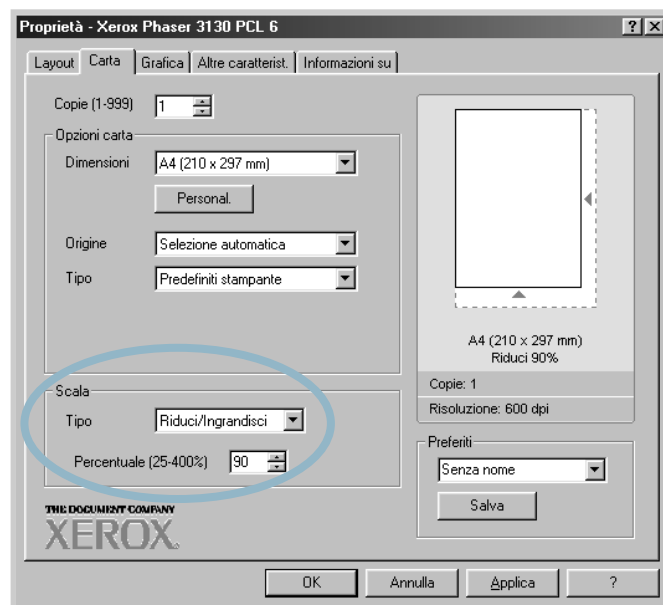 Proprietà - Xerox Phaser 3130 PCL 6
Layout Carta Grafica Altre caratterist. Informazioni su
Copie (1-999) 1
Opzioni carta
Dimensioni A4 (210 x 297 mm)
Personal.
Origine Selezione automatica
Tipo Predefiniti stampante
A4 (210 x 297 mm)
Riduci 90%
Copie: 1
Risoluzione: 600 dpi
Scala
Tipo Riduci/Ingrandisci
Percentuale (25-400%) 90
Preferiti
Senza nome
Salva
THE DOCUMENT COMPANY
XEROX
OK Annulla Applica ?